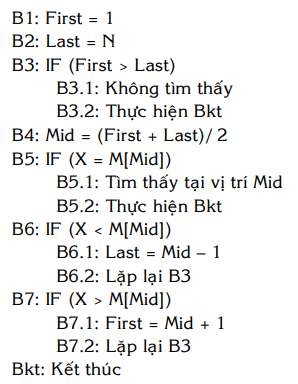 B1: First = 1
B2: Last = N
B3: IF (First > Last)
B3.1: Không tìm thấy
B3.2: Thực hiện Bkt
B4: Mid = (First + Last)/ 2
B5: IF (X = M[Mid])
B5.1: Tìm thấy tại vị trí Mid
B5.2: Thực hiện Bkt
B6: IF (X < M[Mid])
B6.1: Last = Mid – 1
B6.2: Lặp lại B3
B7: IF (X > M[Mid])
B7.1: First = Mid + 1
B7.2: Lặp lại B3
Bkt: Kết thúc